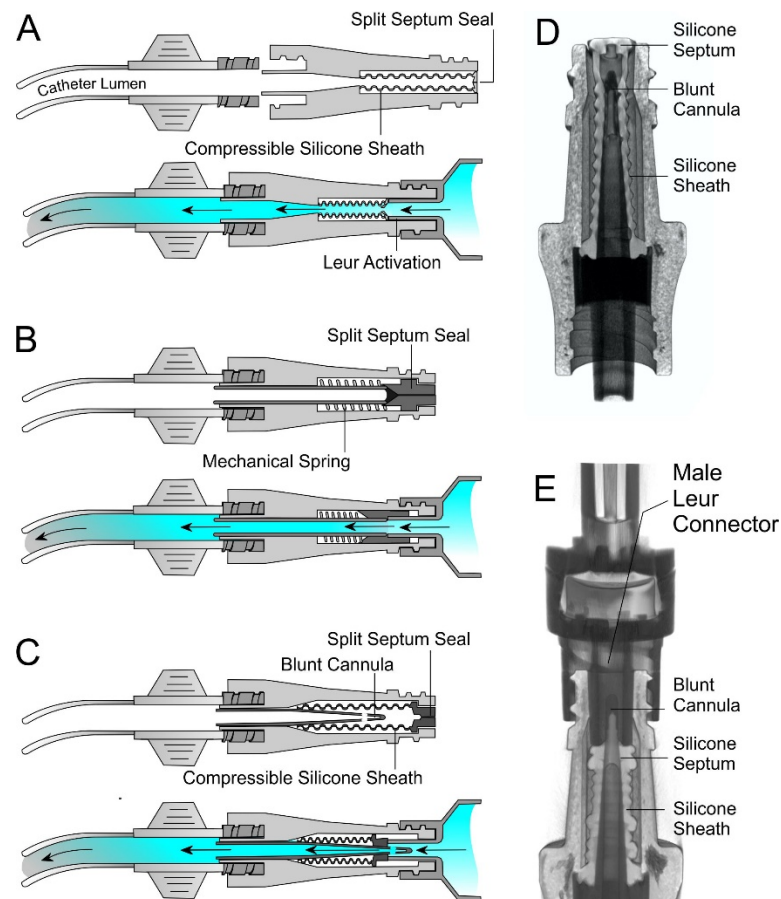 A
Split Septum Seal
Catheter Lumen
Compressible Silicone Sheath
Leur Activation
B
Split Septum Seal
Mechanical Spring
C
Split Septum Seal
Blunt Cannula
Compressible Silicone Sheath
D
Silicone
Septum
Blunt
Cannula
Silicone
Sheath
E
Male
Leur
Connector
Blunt
Cannula
Silicone
Septum
Silicone
Sheath